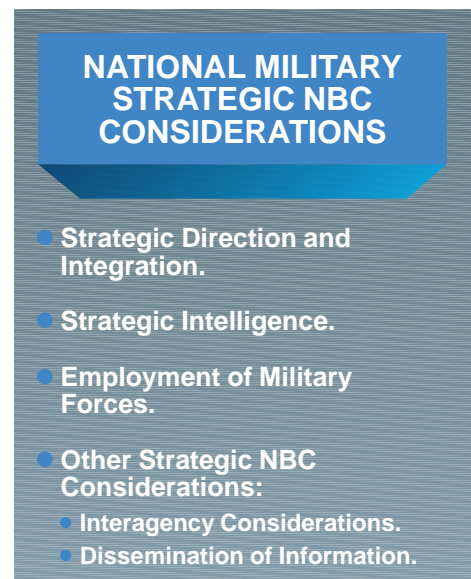 NATIONAL MILITARY
STRATEGIC NBC
CONSIDERATIONS
Strategic Direction and
Integration.
Strategic Intelligence.
Employment of Military
Forces.
Other Strategic NBC
Considerations:
Interagency Considerations.
Dissemination of Information.